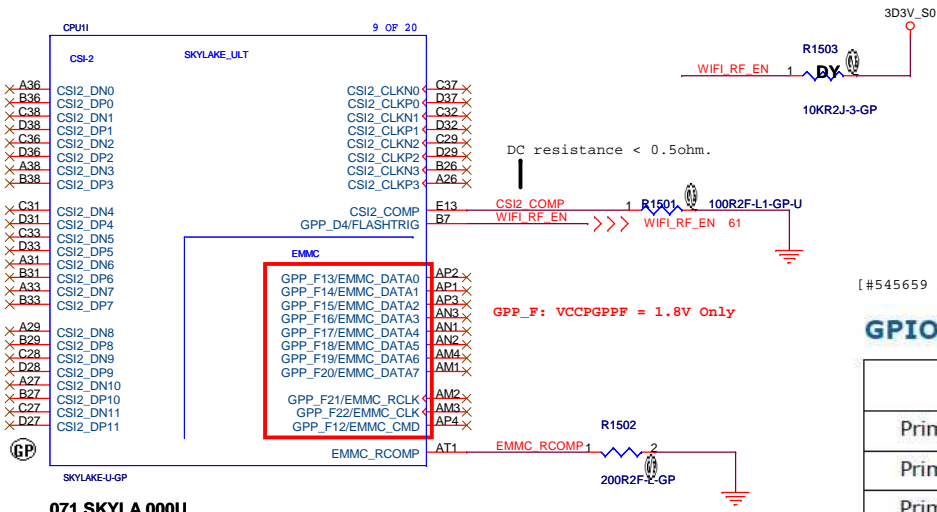 CPU1I 9 OF 20
CSI-2 SKYLAKE_ULT
A36 CSI2_DN0 CSI2_CLKN0 C37
B36 CSI2_DP0 CSI2_CLKP0 D37
C38 CSI2_DN1 CSI2_CLKN1 C32
D38 CSI2_DP1 CSI2_CLKP1 D32
C36 CSI2_DN2 CSI2_CLKN2 C29
D36 CSI2_DP2 CSI2_CLKP2 D29
A38 CSI2_DN3 CSI2_CLKN3 B26
B38 CSI2_DP3 CSI2_CLKP3 A26
C31 CSI2_DN4 CSI2_COMP E13 CSI2_COMP 1 R1501 100R2F-L1-GP-U
D31 CSI2_DP4 GPP_D4/FLASHTRIG B7 WIFI_RF_EN WIFI_RF_EN 61
C33 CSI2_DN5
D33 CSI2_DP5
A31 CSI2_DN6
B31 CSI2_DP6
A33 CSI2_DN7
B33 CSI2_DP7
A29 CSI2_DN8
B29 CSI2_DP8
C28 CSI2_DN9
D28 CSI2_DP9
A27 CSI2_DN10
B27 CSI2_DP10
C27 CSI2_DN11
D27 CSI2_DP11
EMMC
GPP_F13/EMMC_DATA0 AP2
GPP_F14/EMMC_DATA1 AP1
GPP_F15/EMMC_DATA2 AP3
GPP_F16/EMMC_DATA3 AN3
GPP_F17/EMMC_DATA4 AN1
GPP_F18/EMMC_DATA5 AN2
GPP_F19/EMMC_DATA6 AM4
GPP_F20/EMMC_DATA7 AM1
GPP_F21/EMMC_RCLK AM2
GPP_F22/EMMC_CLK AM3
GPP_F12/EMMC_CMD AP4
EMMC_RCOMP AT1 EMMC_RCOMP 1 2
R1502
200R2F-L-GP
GP
SKYLAKE-U-GP
071.SKYLA.000U
3D3V_S0
R1503
WIFI_RF_EN 1 DY
10KR2J-3-GP
DC resistance < 0.5ohm.
GPP_F: VCCPGPPF = 1.8V Only
[#545659
GPIO
Prim
Prim
Prim